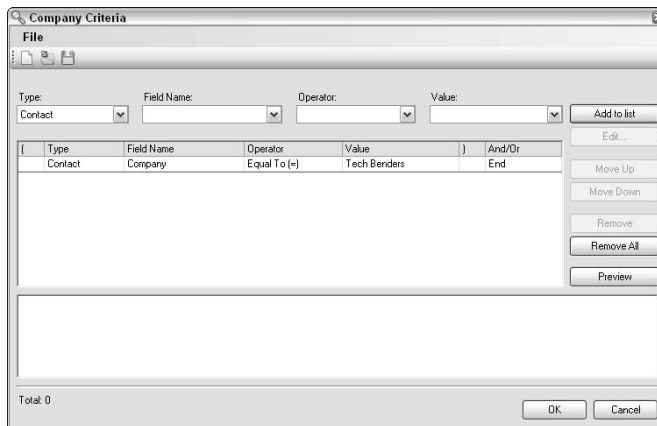 Company Criteria
File
Type: Field Name: Operator: Value:
Contact Add to list
Edit...
( Type Field Name Operator Value ) And/Or
Contact Company Equal To (=) Tech Benders End
Move Up
Move Down
Remove
Remove All
Preview
Total: 0
OK Cancel